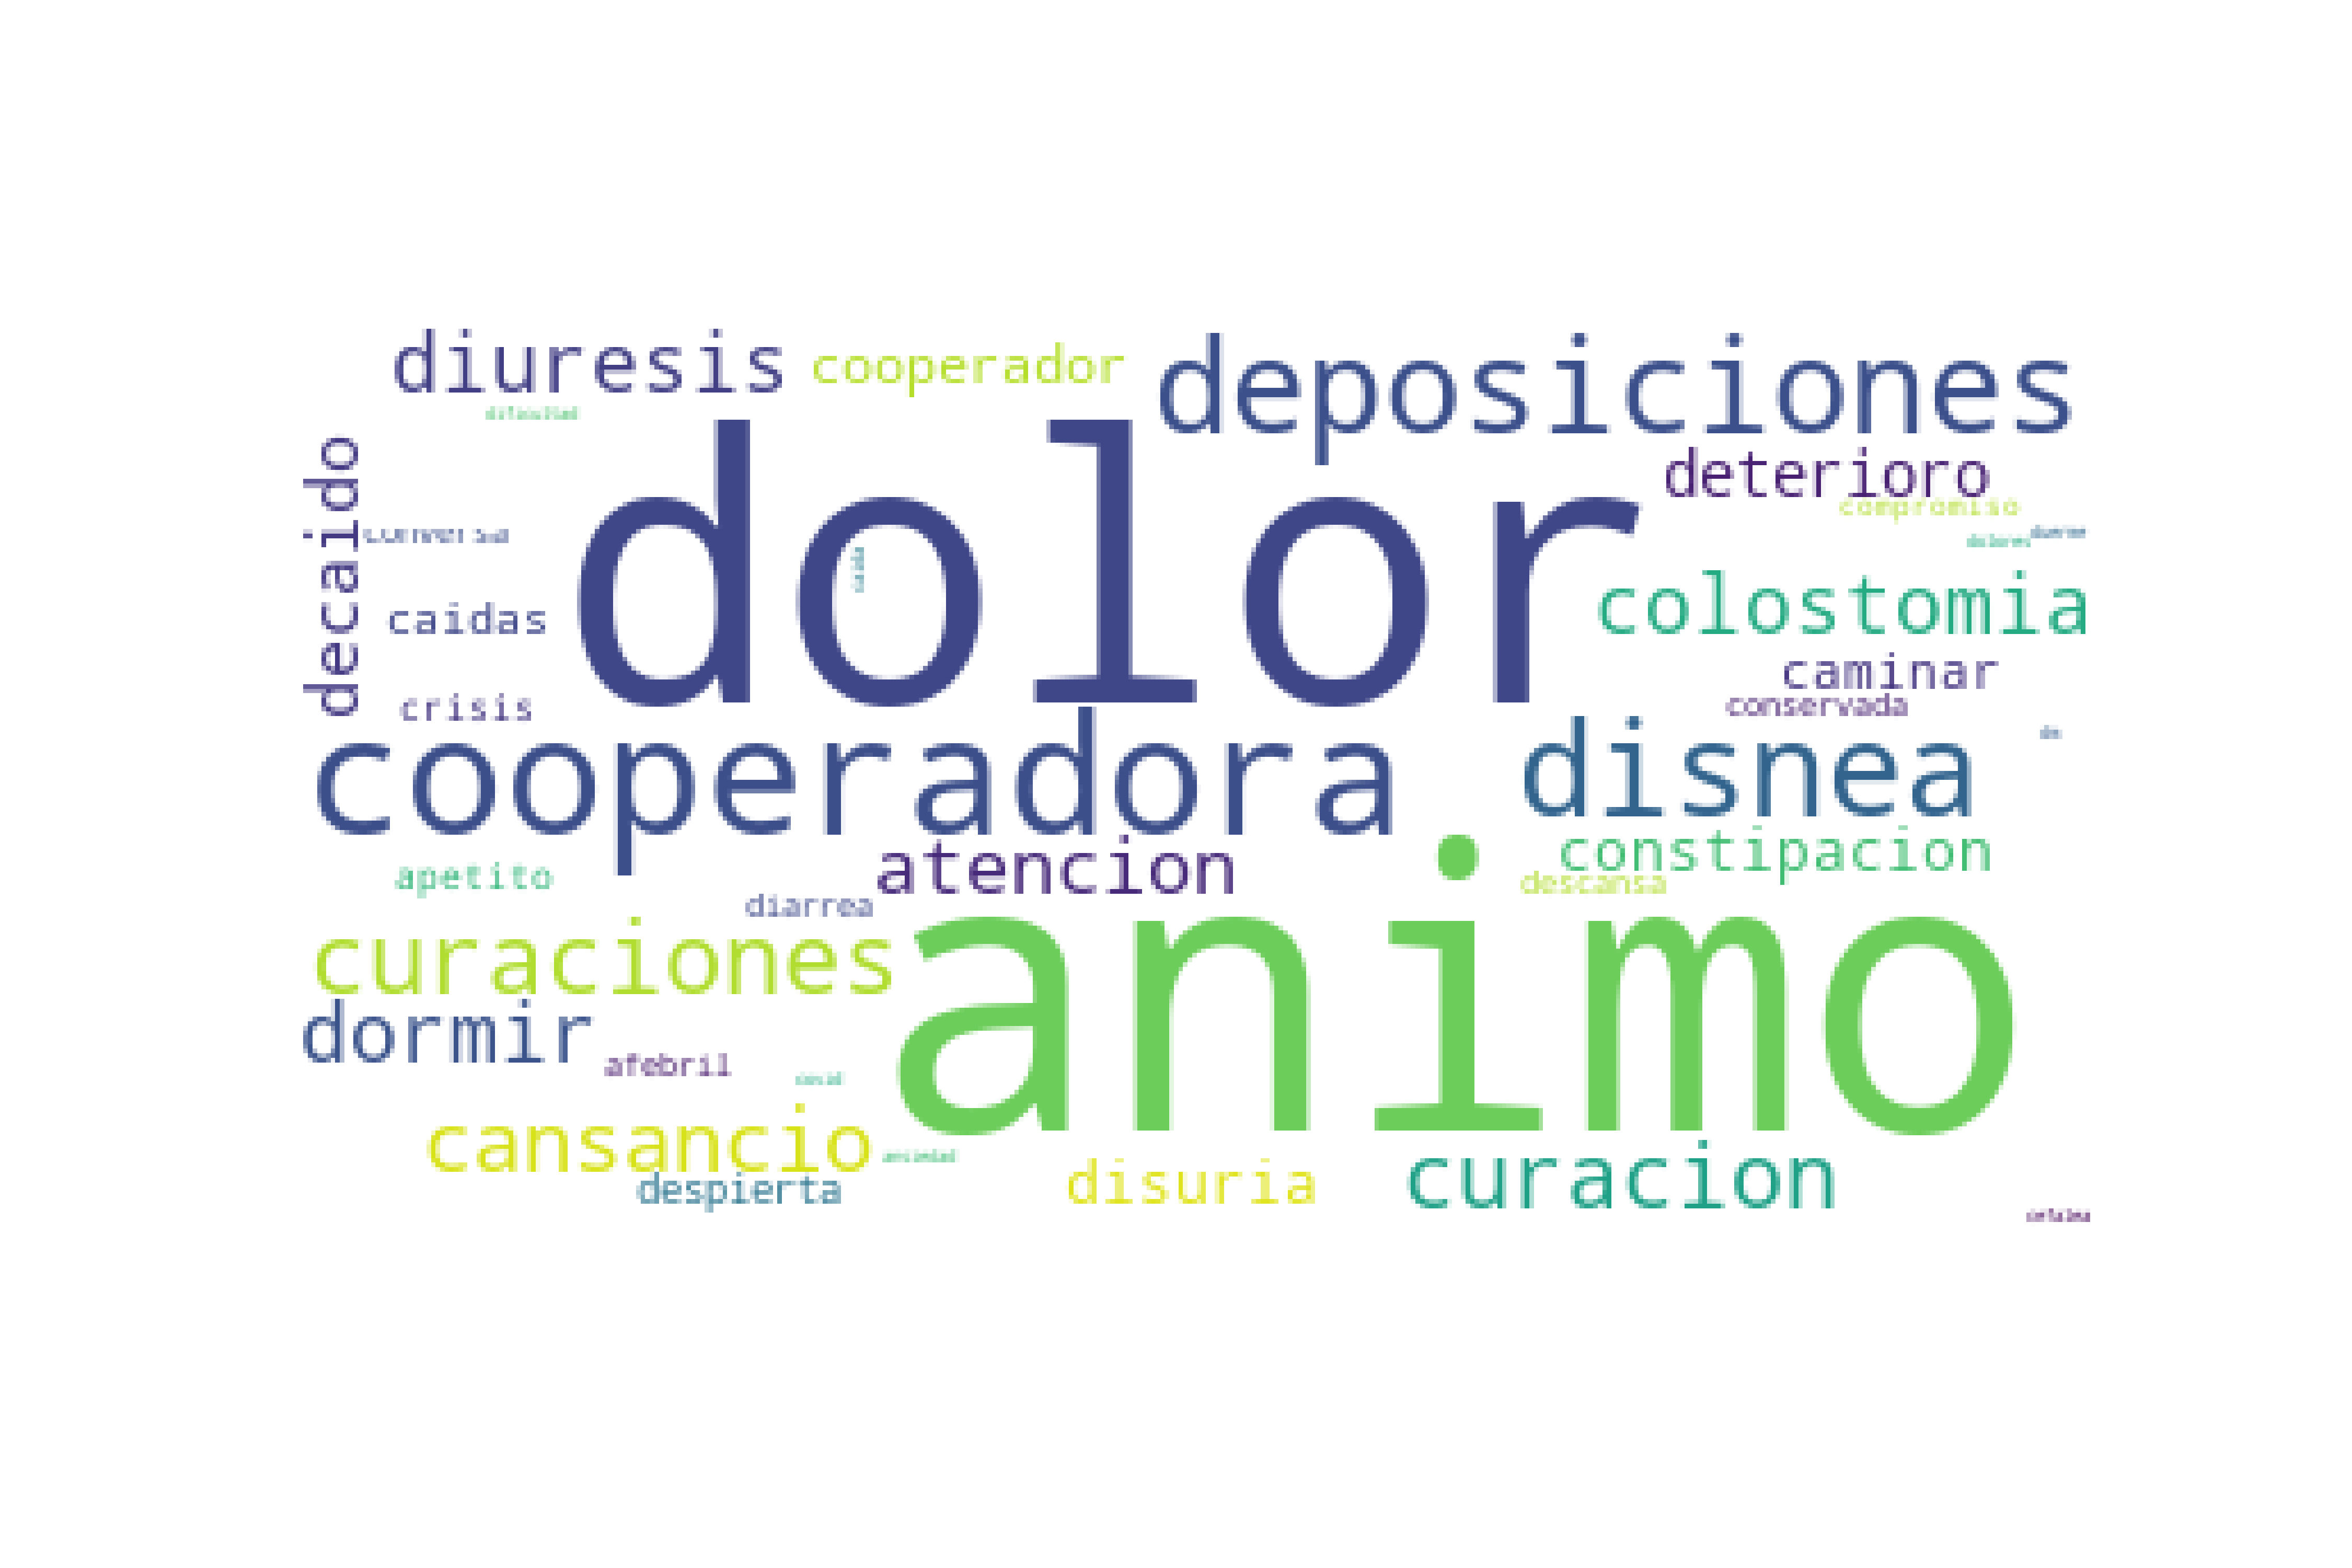 diuresis
cooperador
deposiciones
dificultad
dolor
decaido
deterioro
compromiso
conversa
duerme
dolores
caida
colostomia
caidas
caminar
crisis
conservada
cooperadora
disnea
constipacion
atencion
apetito
descansa
diarrea
animo
curaciones
dormir
afebril
cansancio
ansiedad
despierta
disuria
curacion
cefalea